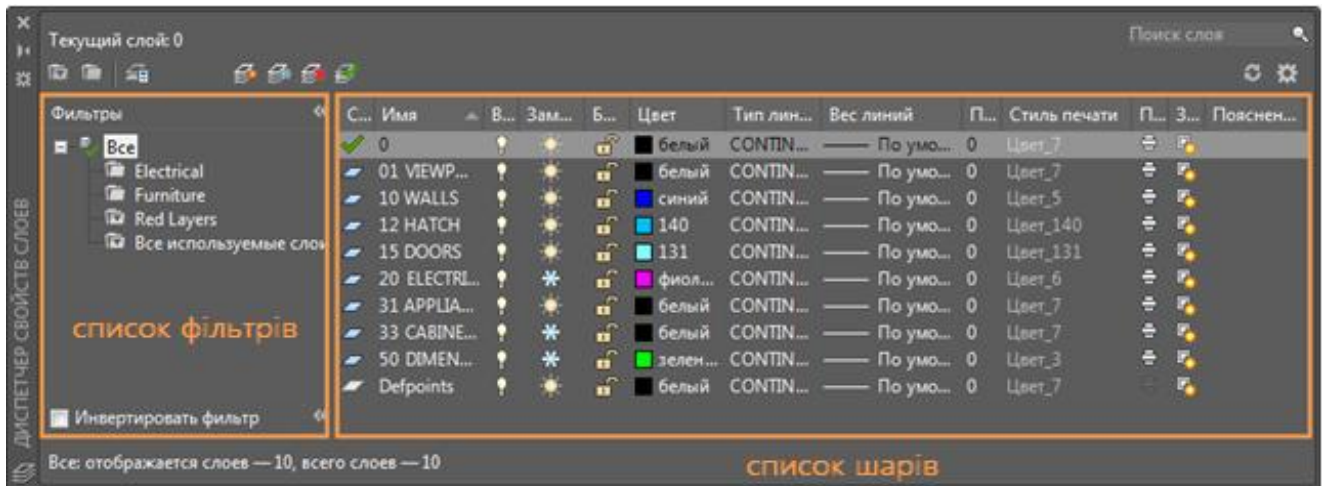 Текущий слой: 0
Поиск слоя
Фильтры
С... Имя В... Зам... Б... Цвет Тип лин... Вес линий П... Стиль печати П... З... Пояснен...
Все
Electrical
Furniture
Red Layers
Все используемые слои
0 белый CONTIN... По умо... 0 Цвет_7
01 VIEWP... белый CONTIN... По умо... 0 Цвет_7
10 WALLS синий CONTIN... По умо... 0 Цвет_5
12 HATCH 140 CONTIN... По умо... 0 Цвет_140
15 DOORS 131 CONTIN... По умо... 0 Цвет_131
20 ELECTRI... фиол... CONTIN... По умо... 0 Цвет_6
31 APPLIA... белый CONTIN... По умо... 0 Цвет_7
33 CABINE... белый CONTIN... По умо... 0 Цвет_7
50 DIMEN... зелен... CONTIN... По умо... 0 Цвет_3
Defpoints белый CONTIN... По умо... 0 Цвет_7
список фільтрів
Инвертировать фильтр
ДИСПЕТЧЕР СВОЙСТВ СЛОЕВ
Все: отображается слоев — 10, всего слоев — 10
список шарів